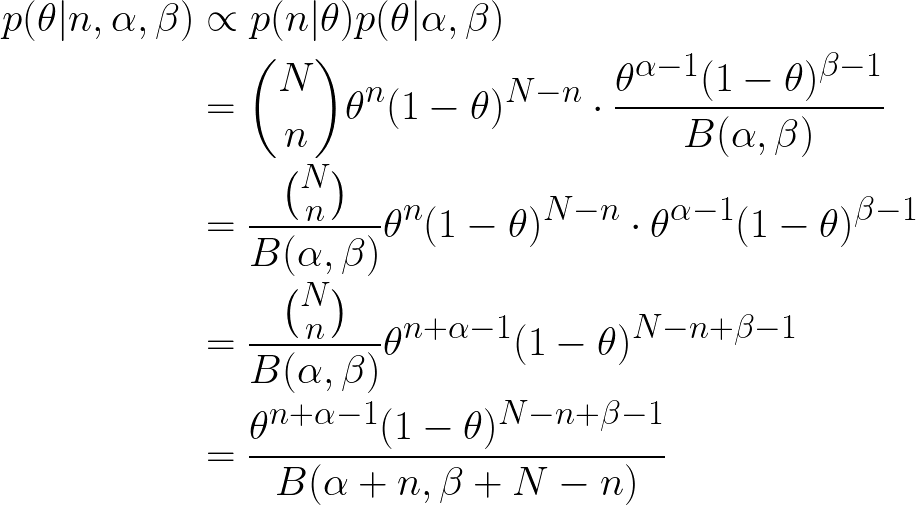 p(θ|n, α, β) ∝ p(n|θ)p(θ|α, β)
= \binom{N}{n} θ^n (1 − θ)^{N−n} · \frac{θ^{α−1}(1 − θ)^{β−1}}{B(α, β)}
= \frac{\binom{N}{n}}{B(α, β)} θ^n (1 − θ)^{N−n} · θ^{α−1}(1 − θ)^{β−1}
= \frac{\binom{N}{n}}{B(α, β)} θ^{n+α−1}(1 − θ)^{N−n+β−1}
= \frac{θ^{n+α−1}(1 − θ)^{N−n+β−1}}{B(α + n, β + N − n)}